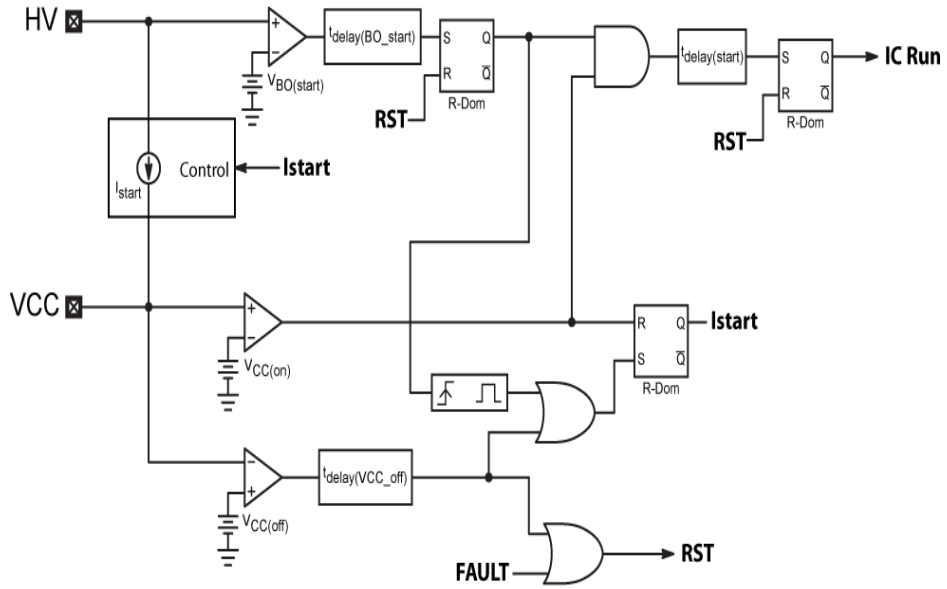 HV
+
−
tdelay(BO_start)
S
Q
R
Q̅
R-Dom
VBO(start)
RST
tdelay(start)
S
Q
R
Q̅
R-Dom
IC Run
RST
Istart
Control
Istart
VCC
+
−
VCC(on)
R
Q
S
Q̅
R-Dom
Istart
−
+
tdelay(VCC_off)
VCC(off)
FAULT
RST